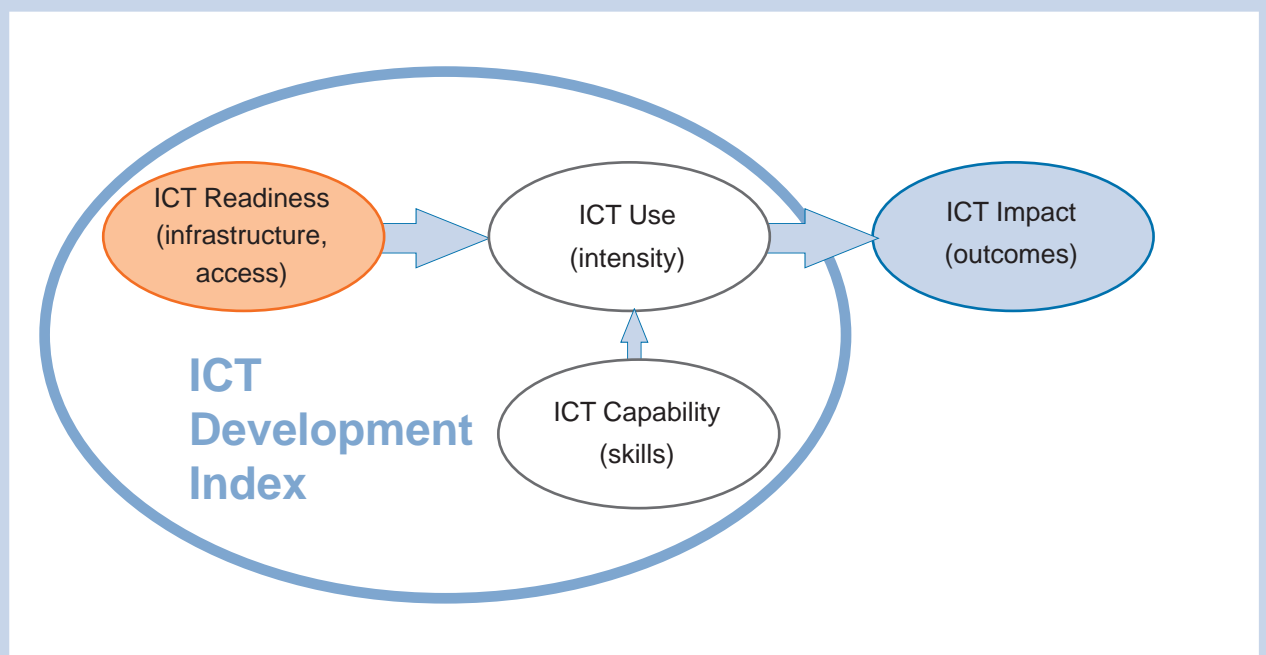 ICT Readiness
(infrastructure,
access)
ICT Use
(intensity)
ICT Impact
(outcomes)
ICT
Development
Index
ICT Capability
(skills)